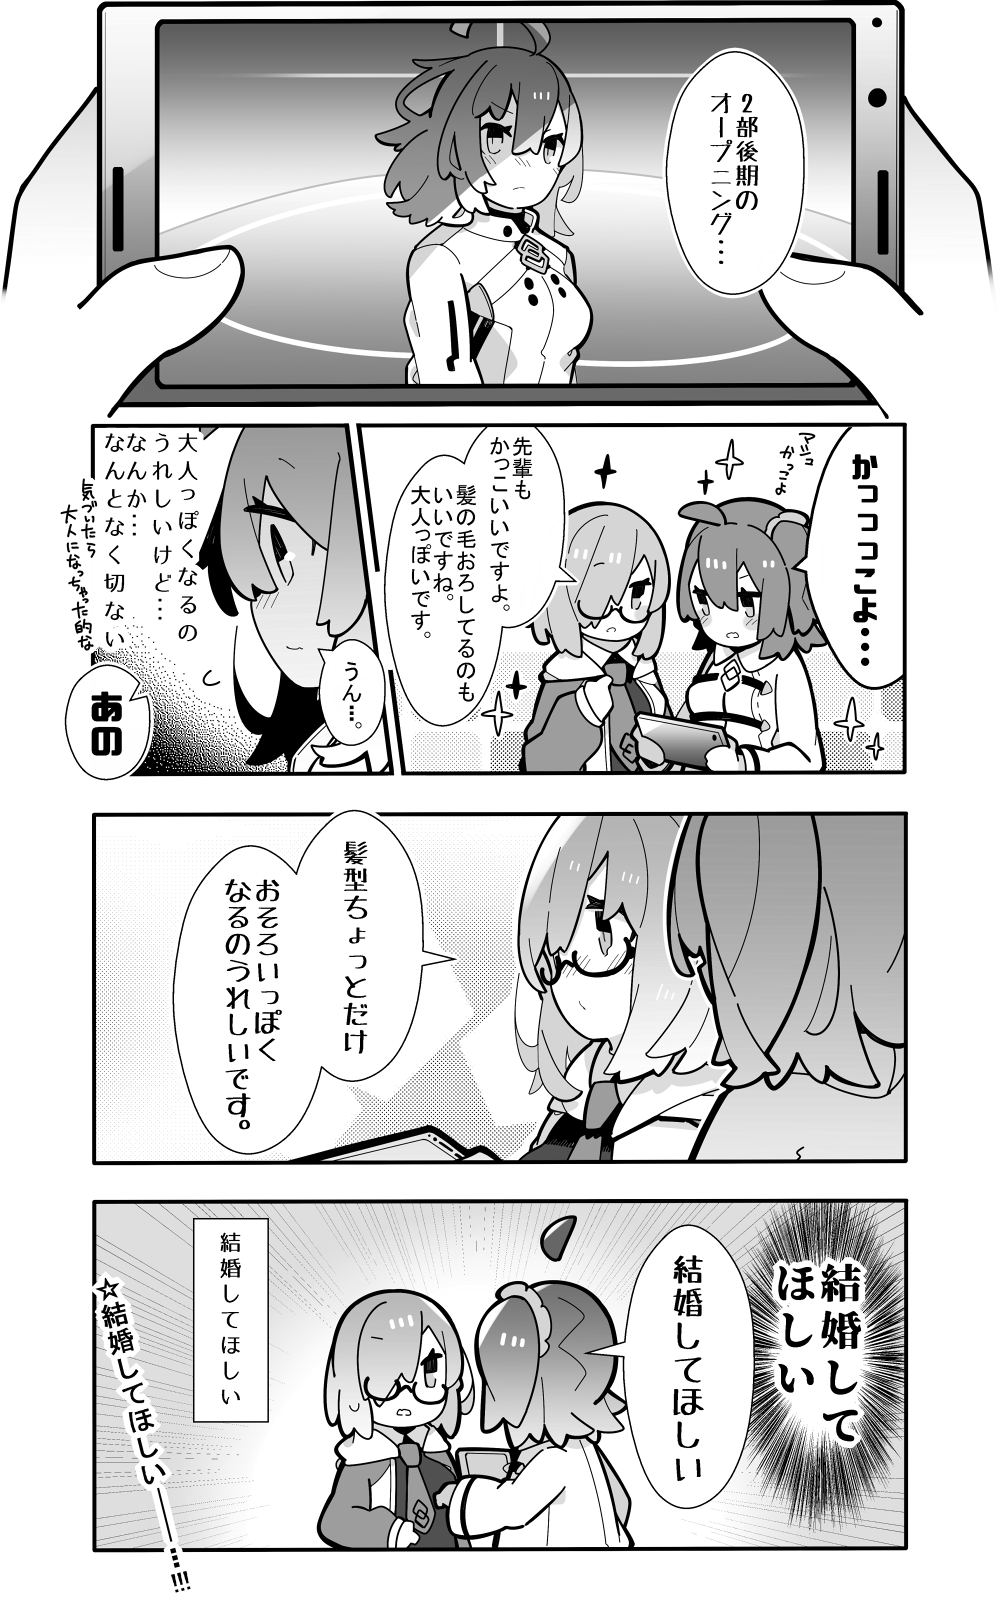 2部後期の
オープニング…
かっっっこよ…
マシュ
かっこよ
先輩も
かっこいいですよ。
髪の毛おろしてるのも
いいですね。
大人っぽいです。
うん…。
大人っぽくなるの
うれしいけど…
なんか…
なんとなく切ない
気づいたら
大人になっちゃった的な
あの
髪型ちょっとだけ
おそろいっぽく
なるのうれしいです。
結婚して
ほしい
結婚してほしい
結婚してほしい
☆結婚してほしい――…!!!